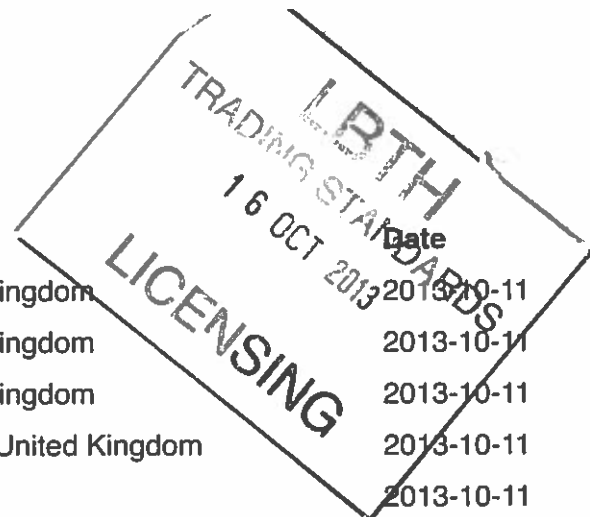 LBTH
TRADING STANDARDS
16 OCT 2013
LICENSING
Date
ingdom 2013-10-11
ingdom 2013-10-11
ingdom 2013-10-11
United Kingdom 2013-10-11
2013-10-11